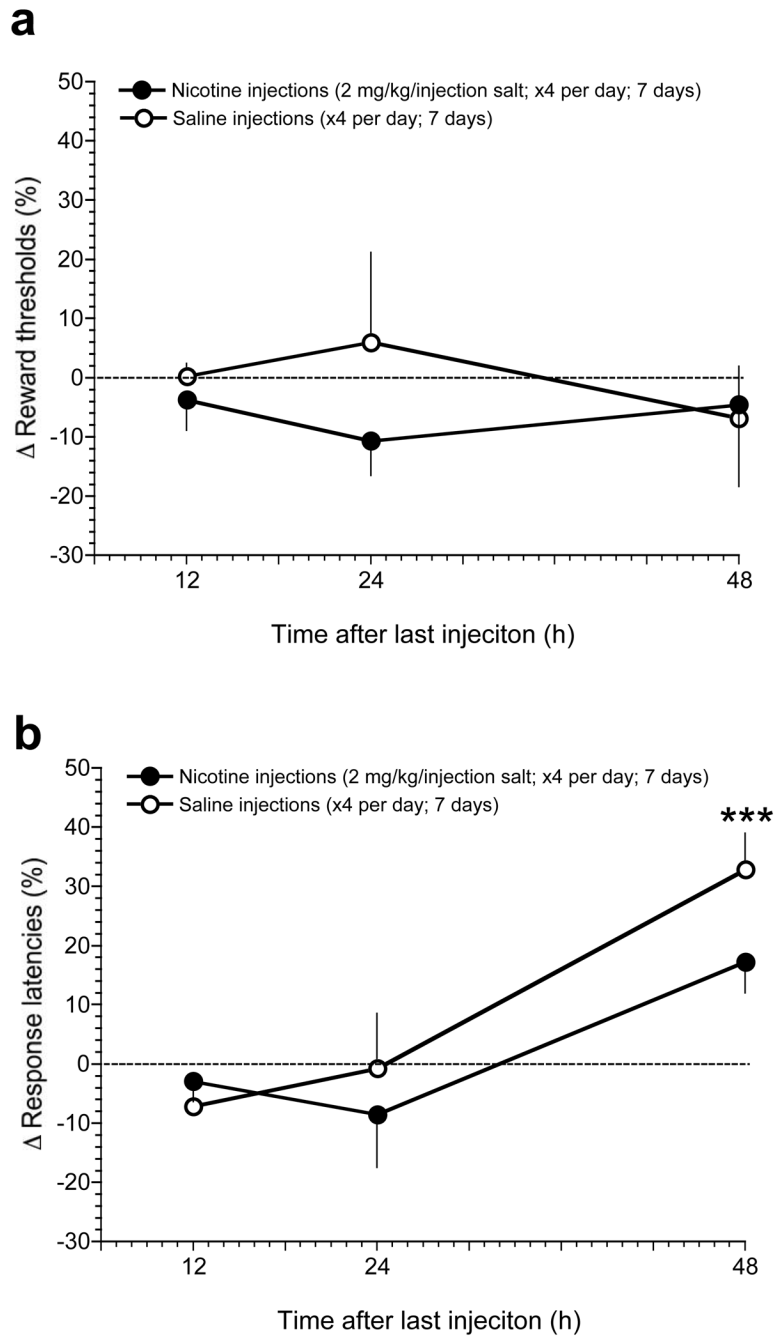 a
50
Nicotine injections (2 mg/kg/injection salt; x4 per day; 7 days)
Saline injections (x4 per day; 7 days)
40
30
20
10
0
-10
-20
-30
Δ Reward thresholds (%)
12 24 48
Time after last injeciton (h)
b
50
Nicotine injections (2 mg/kg/injection salt; x4 per day; 7 days)
Saline injections (x4 per day; 7 days)
***
40
30
20
10
0
-10
-20
-30
Δ Response latencies (%)
12 24 48
Time after last injeciton (h)